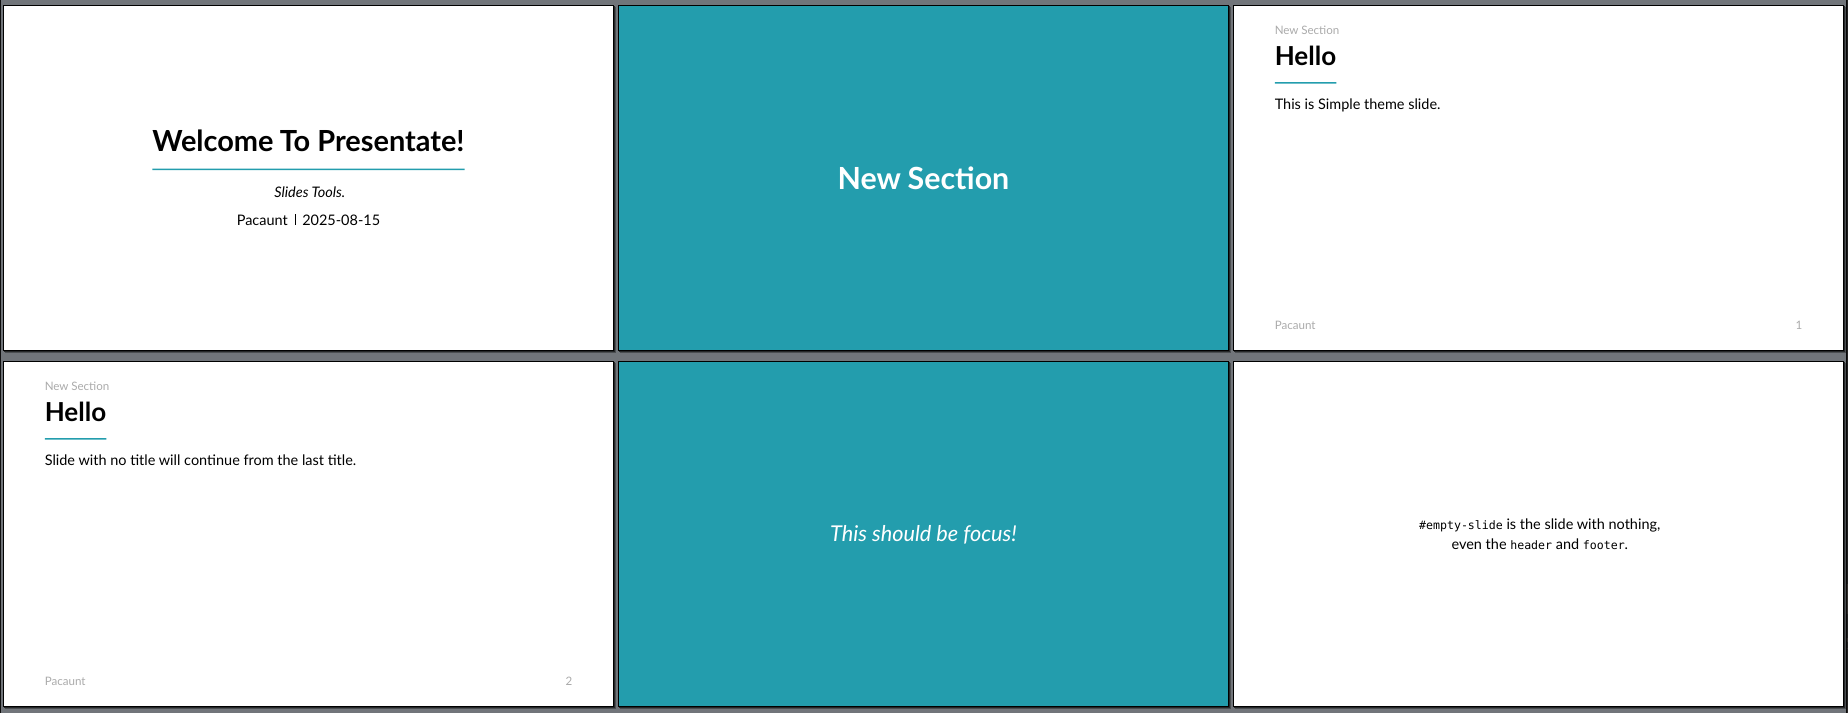 Welcome To Presentate!
Slides Tools.
Pacaunt | 2025-08-15
New Section
New Section
Hello
This is Simple theme slide.
Pacaunt 1
New Section
Hello
Slide with no title will continue from the last title.
Pacaunt 2
This should be focus!
#empty-slide is the slide with nothing,
even the header and footer.